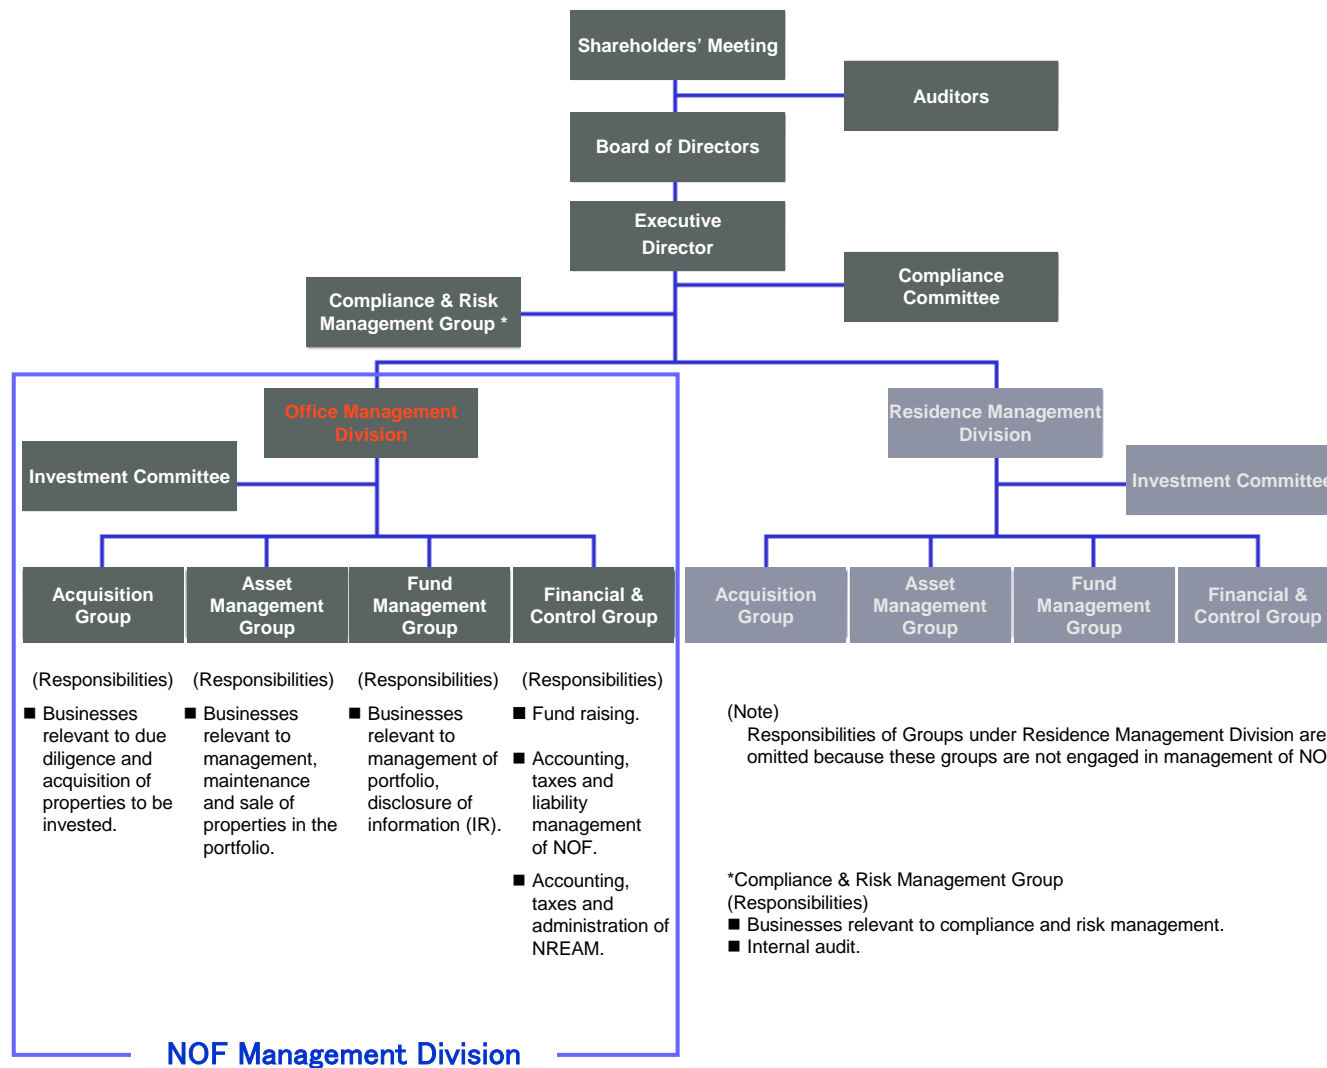 Shareholders’ Meeting
Auditors
Board of Directors
Executive
Director
Compliance
Committee
Compliance & Risk
Management Group *
Office Management
Division
Residence Management
Division
Investment Committee
Investment Committee
Acquisition
Group
Asset
Management
Group
Fund
Management
Group
Financial &
Control Group
Acquisition
Group
Asset
Management
Group
Fund
Management
Group
Financial &
Control Group
(Responsibilities)
■ Businesses
relevant to due
diligence and
acquisition of
properties to be
invested.
(Responsibilities)
■ Businesses
relevant to
management,
maintenance
and sale of
properties in the
portfolio.
(Responsibilities)
■ Businesses
relevant to
management of
portfolio,
disclosure of
information (IR).
(Responsibilities)
■ Fund raising.
■ Accounting,
taxes and
liability
management
of NOF.
■ Accounting,
taxes and
administration of
NREAM.
(Note)
Responsibilities of Groups under Residence Management Division are
omitted because these groups are not engaged in management of NO
*Compliance & Risk Management Group
(Responsibilities)
■ Businesses relevant to compliance and risk management.
■ Internal audit.
NOF Management Division